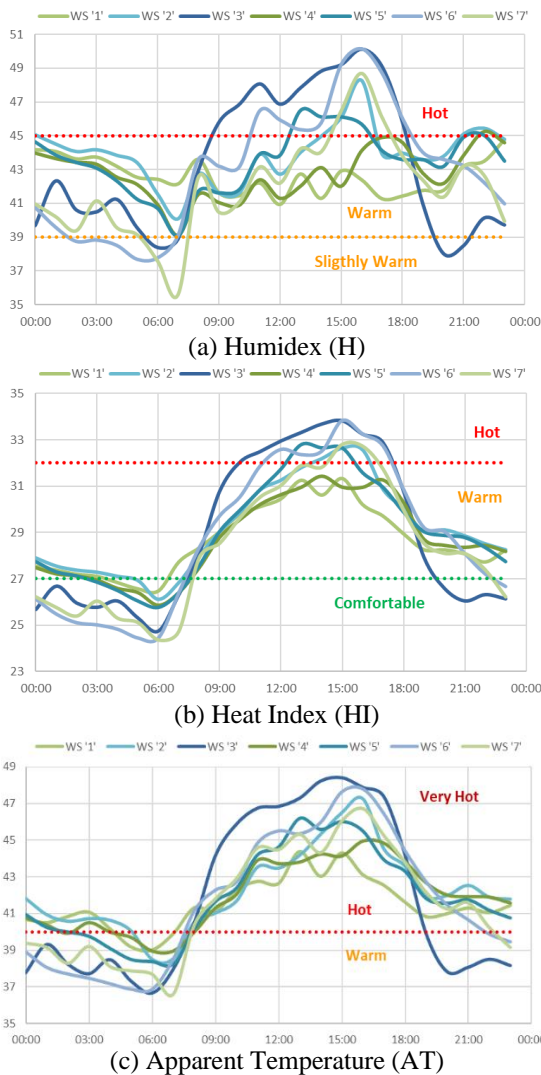 WS '1' WS '2' WS '3' WS '4' WS '5' WS '6' WS '7'
51
49
47
Hot
45
43
41
Warm
39
Sligthly Warm
37
35
00:00 03:00 06:00 09:00 12:00 15:00 18:00 21:00 00:00
(a) Humidex (H)
WS '1' WS '2' WS '3' WS '4' WS '5' WS '6' WS '7'
35
33
Hot
31
Warm
29
27
Comfortable
25
23
00:00 03:00 06:00 09:00 12:00 15:00 18:00 21:00 00:00
(b) Heat Index (HI)
WS '1' WS '2' WS '3' WS '4' WS '5' WS '6' WS '7'
49
47
Very Hot
45
43
41
Hot
39
Warm
37
35
00:00 03:00 06:00 09:00 12:00 15:00 18:00 21:00 00:00
(c) Apparent Temperature (AT)